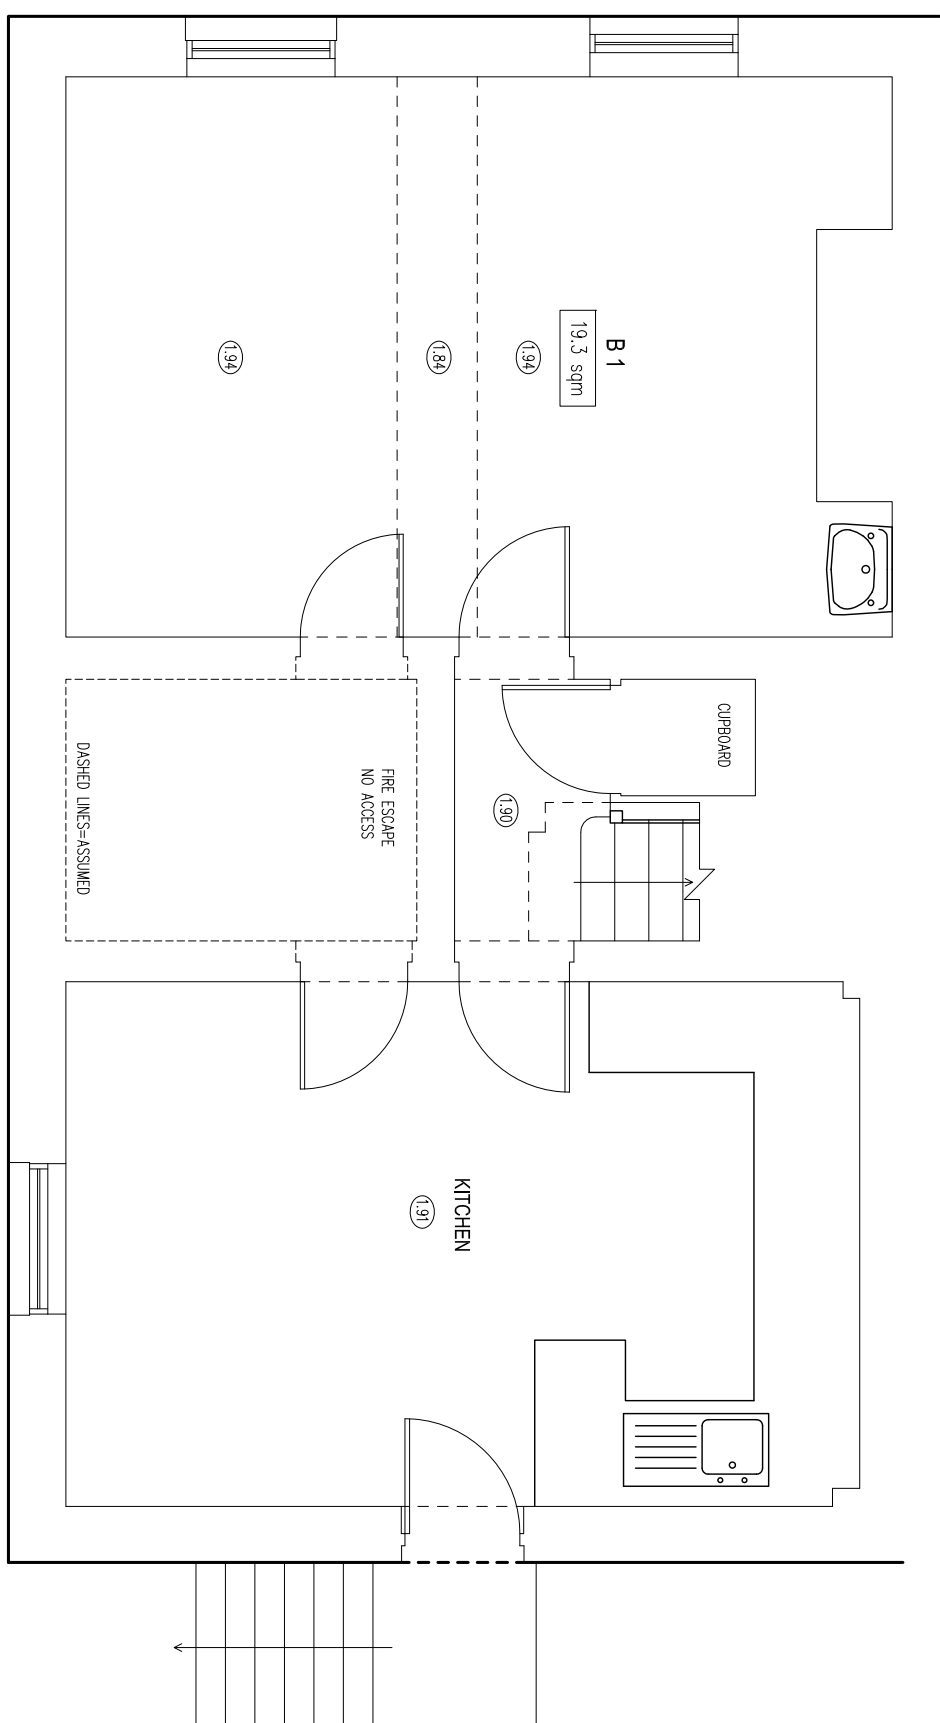 B 1
19.3 sqm
1.94
1.84
1.94
CUPBOARD
1.90
FIRE ESCAPE
NO ACCESS
DASHED LINES=ASSUMED
KITCHEN
1.91